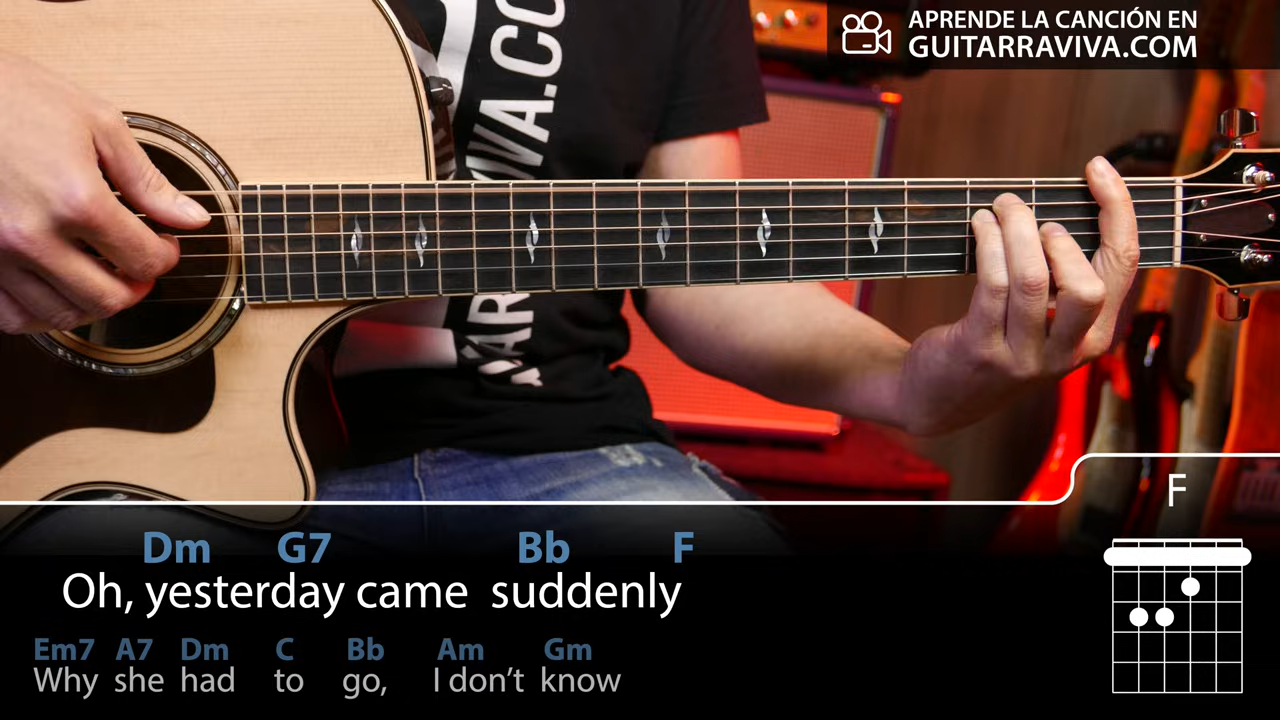 APRENDE LA CANCIÓN EN
GUITARRAVIVA.COM
Dm G7 Bb F
Oh, yesterday came suddenly
Em7 A7 Dm C Bb Am Gm
Why she had to go, I don't know
F